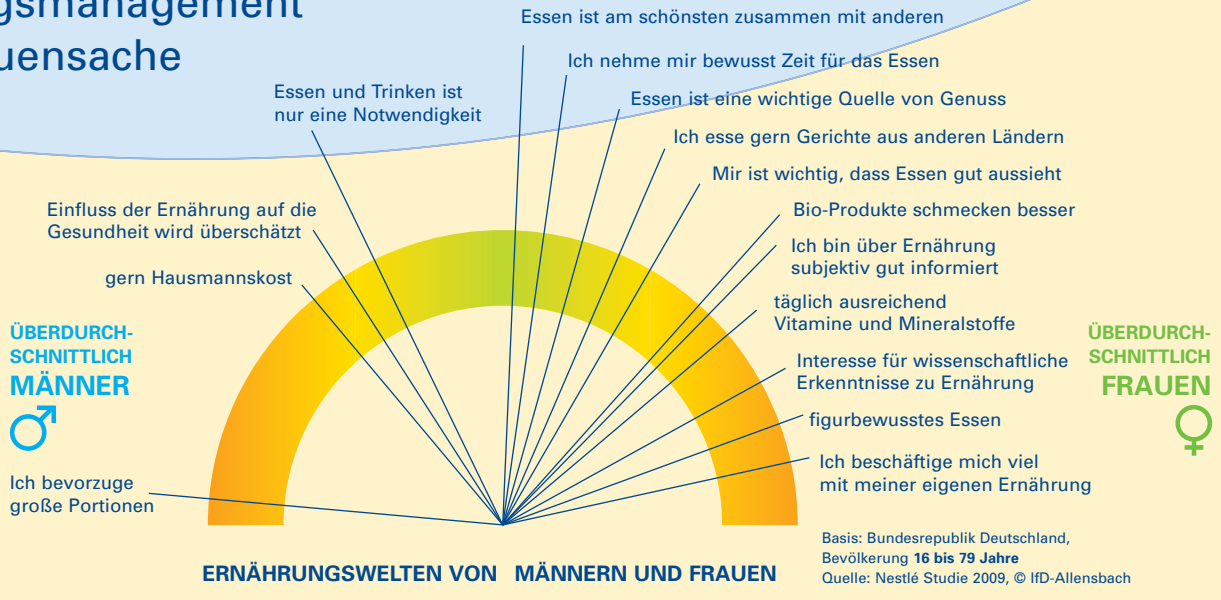 Essen ist am schönsten zusammen mit anderen
Ich nehme mir bewusst Zeit für das Essen
Essen und Trinken ist
nur eine Notwendigkeit
Essen ist eine wichtige Quelle von Genuss
Ich esse gern Gerichte aus anderen Ländern
Mir ist wichtig, dass Essen gut aussieht
Einfluss der Ernährung auf die
Gesundheit wird überschätzt
Bio-Produkte schmecken besser
Ich bin über Ernährung
subjektiv gut informiert
gern Hausmannskost
täglich ausreichend
Vitamine und Mineralstoffe
ÜBERDURCH-
SCHNITTLICH
MÄNNER
ÜBERDURCH-
SCHNITTLICH
FRAUEN
Interesse für wissenschaftliche
Erkenntnisse zu Ernährung
figurbewusstes Essen
Ich beschäftige mich viel
mit meiner eigenen Ernährung
Ich bevorzuge
große Portionen
ERNÄHRUNGSWELTEN VON MÄNNERN UND FRAUEN
Basis: Bundesrepublik Deutschland,
Bevölkerung 16 bis 79 Jahre
Quelle: Nestlé Studie 2009, © IfD-Allensbach